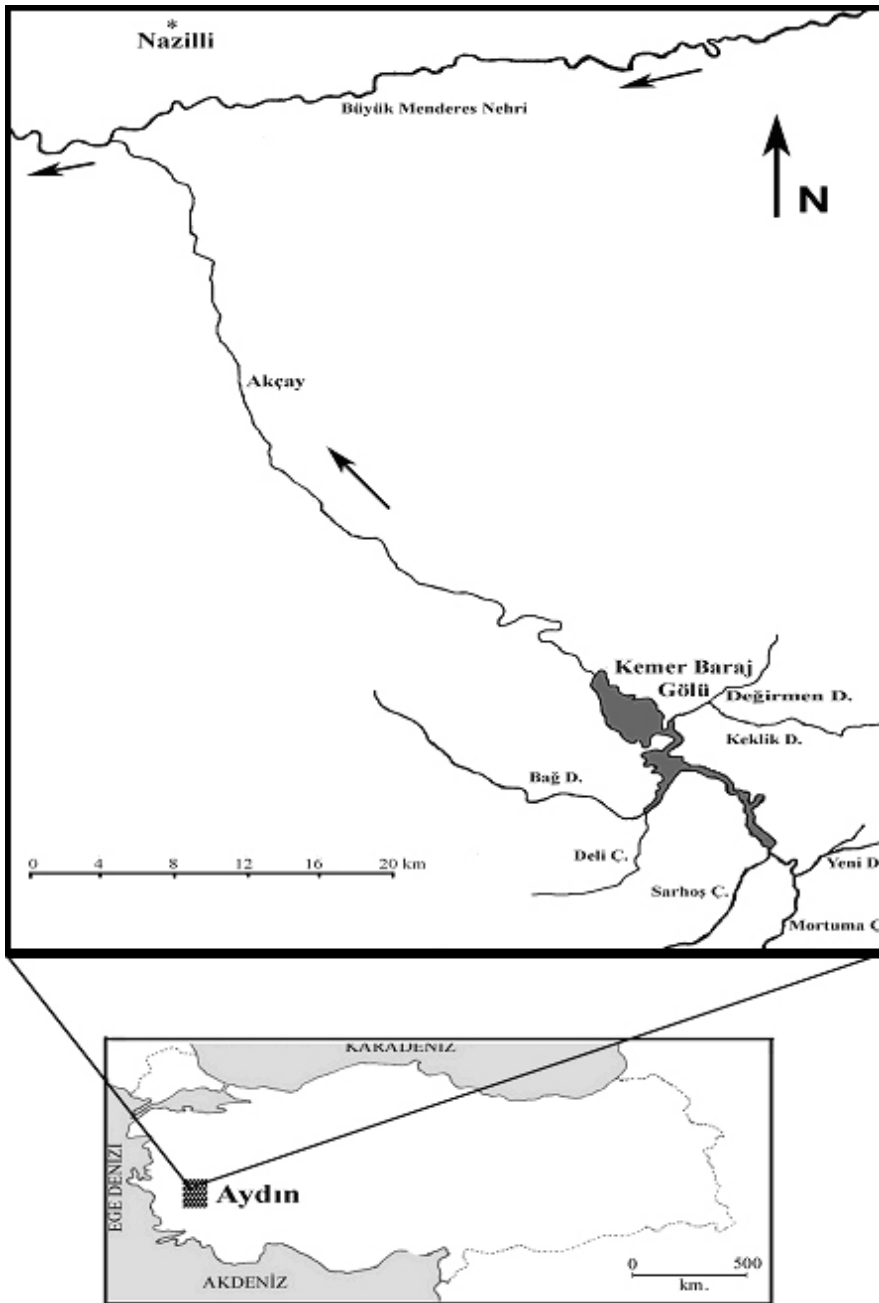 *
Nazilli
Büyük Menderes Nehri
N
Akçay
Kemer Baraj
Gölü
Değirmen D.
Keklik D.
Bağ D.
0 4 8 12 16 20 km
Deli Ç.
Yeni D
Sarhoş Ç.
Mortuma Ç
KARADENİZ
EGE DENİZİ
Aydın
AKDENİZ
0 500
km.